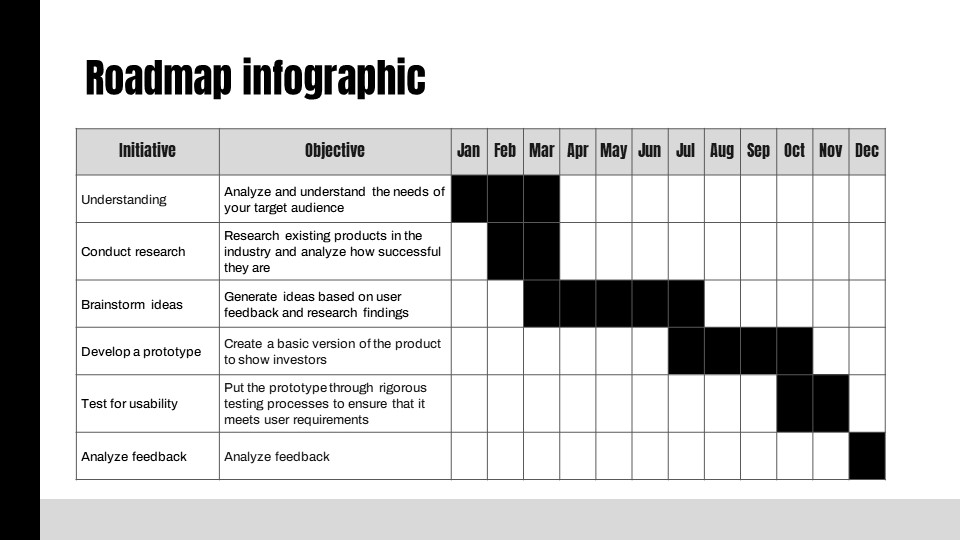 Roadmap infographic
Initiative Objective Jan Feb Mar Apr May Jun Jul Aug Sep Oct Nov Dec
Understanding
Analyze and understand the needs of
your target audience
Conduct research
Research existing products in the
industry and analyze how successful
they are
Brainstorm ideas
Generate ideas based on user
feedback and research findings
Develop a prototype
Create a basic version of the product
to show investors
Test for usability
Put the prototype through rigorous
testing processes to ensure that it
meets user requirements
Analyze feedback
Analyze feedback